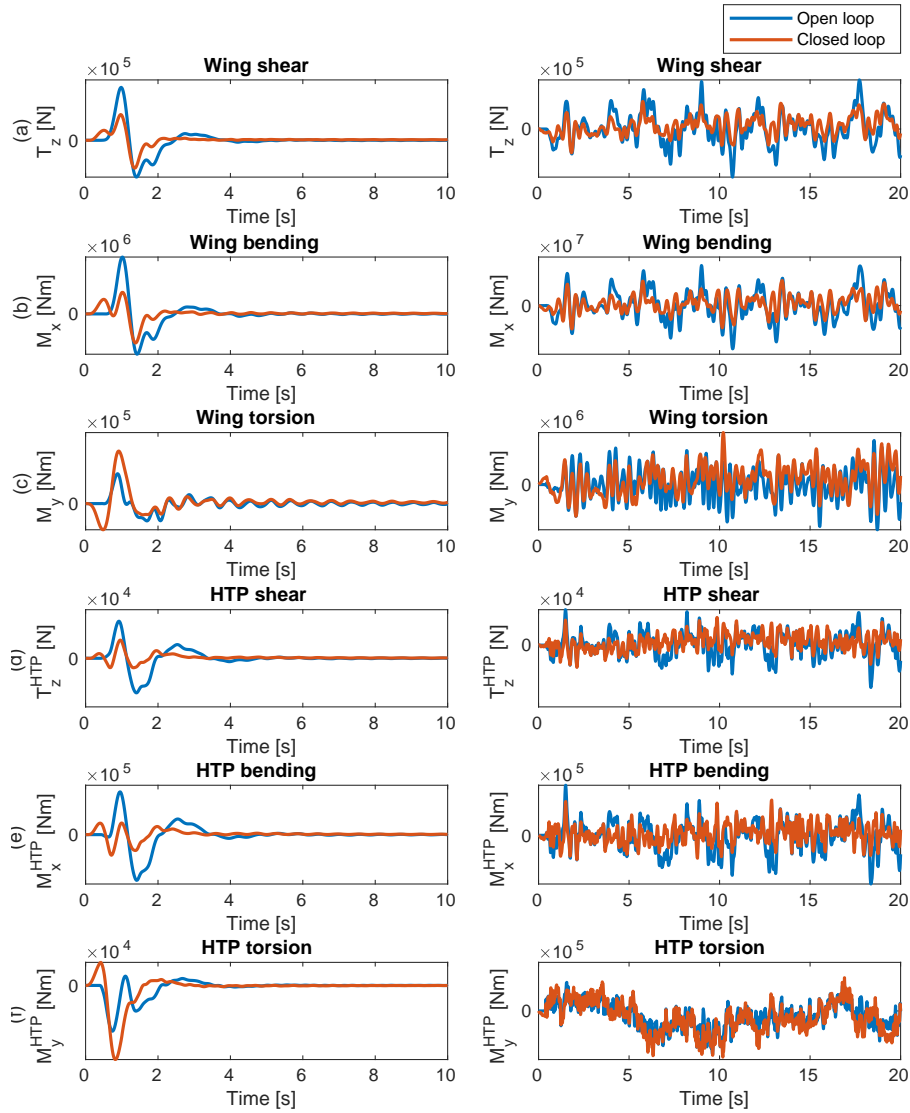 Open loop
Closed loop
×10^5
Wing shear
(a)
T_z [N]
0
0 2 4 6 8 10
Time [s]
×10^5
Wing shear
T_z [N]
0
0 5 10 15 20
Time [s]
×10^6
Wing bending
(b)
M_x [Nm]
0
0 2 4 6 8 10
Time [s]
×10^7
Wing bending
M_x [Nm]
0
0 5 10 15 20
Time [s]
×10^5
Wing torsion
(c)
M_y [Nm]
0
0 2 4 6 8 10
Time [s]
×10^6
Wing torsion
M_y [Nm]
0
0 5 10 15 20
Time [s]
×10^4
HTP shear
(d)
T_z^HTP [N]
0
0 2 4 6 8 10
Time [s]
×10^4
HTP shear
T_z^HTP [N]
0
0 5 10 15 20
Time [s]
×10^5
HTP bending
(e)
M_x^HTP [Nm]
0
0 2 4 6 8 10
Time [s]
×10^5
HTP bending
M_x^HTP [Nm]
0
0 5 10 15 20
Time [s]
×10^4
HTP torsion
(f)
M_y^HTP [Nm]
0
0 2 4 6 8 10
Time [s]
×10^5
HTP torsion
M_y^HTP [Nm]
0
0 5 10 15 20
Time [s]